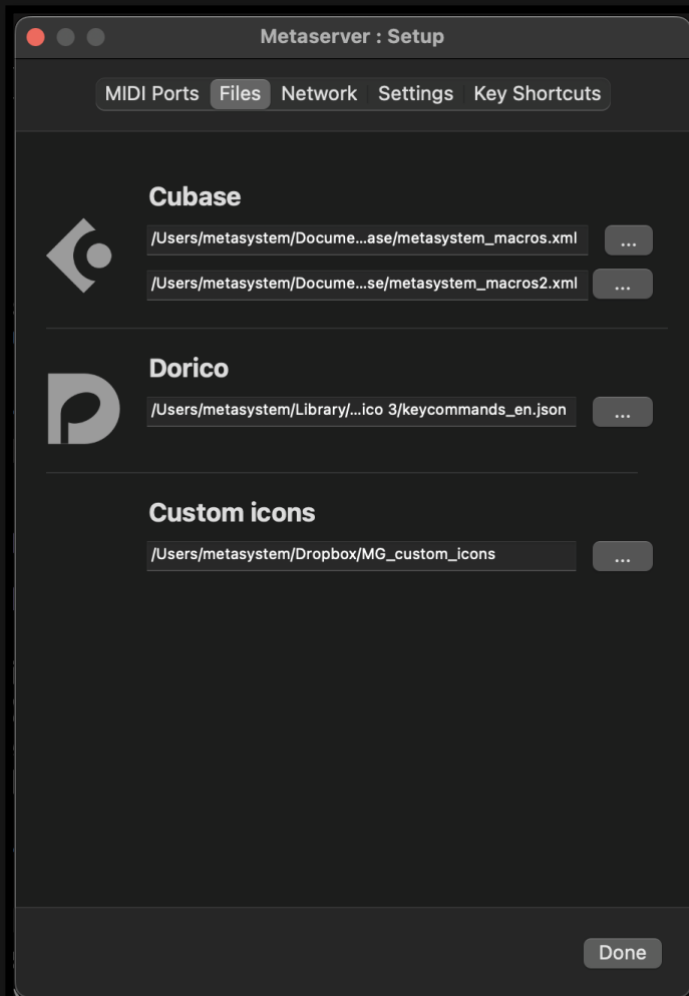 Metaserver : Setup
MIDI Ports Files Network Settings Key Shortcuts
Cubase
/Users/metasystem/Docume...ase/metasystem_macros.xml ...
/Users/metasystem/Docume...se/metasystem_macros2.xml ...
Dorico
/Users/metasystem/Library/...ico 3/keycommands_en.json ...
Custom icons
/Users/metasystem/Dropbox/MG_custom_icons ...
Done